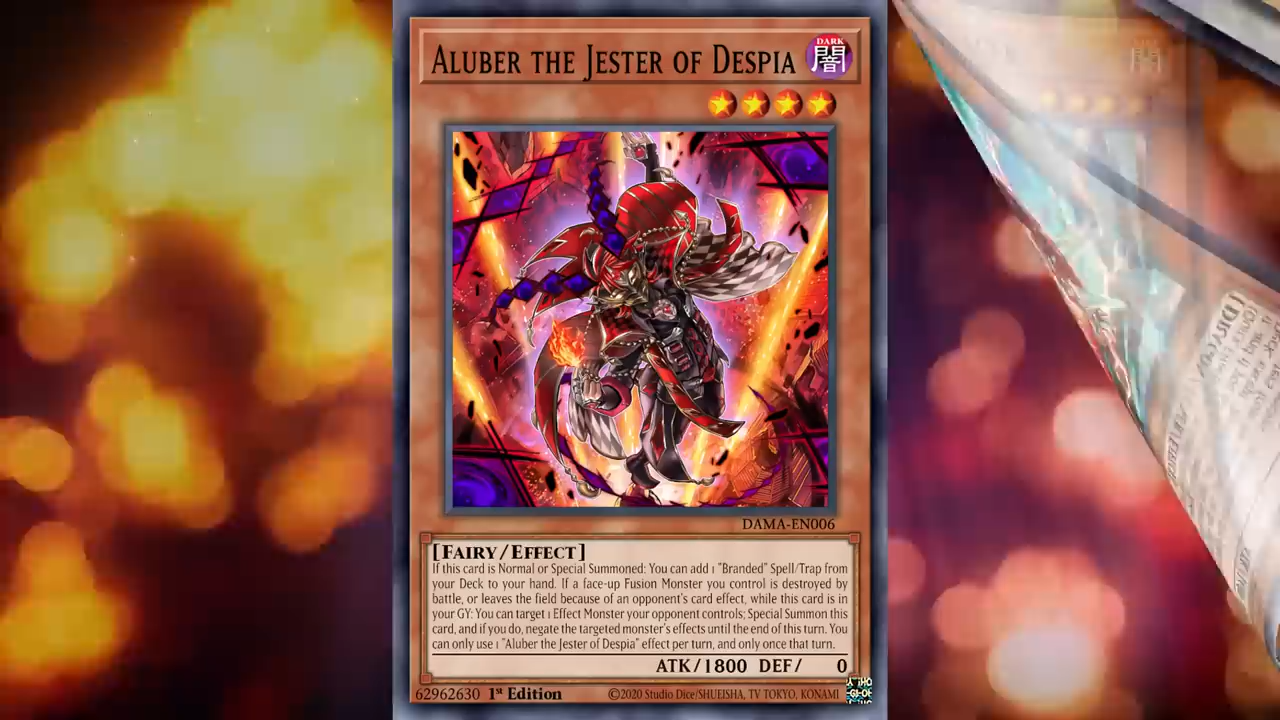 Aluber the Jester of Despia
DARK
闇
DAMA-EN006
[Fairy/Effect]
If this card is Normal or Special Summoned: You can add 1 "Branded" Spell/Trap from
your Deck to your hand. If a face-up Fusion Monster you control is destroyed by
battle, or leaves the field because of an opponent's card effect, while this card is in
your GY: You can target 1 Effect Monster your opponent controls; Special Summon this
card, and if you do, negate the targeted monster's effects until the end of this turn. You
can only use 1 "Aluber the Jester of Despia" effect per turn, and only once that turn.
ATK/1800 DEF/ 0
62962630 1st Edition ©2020 Studio Dice/SHUEISHA, TV TOKYO, KONAMI
闇